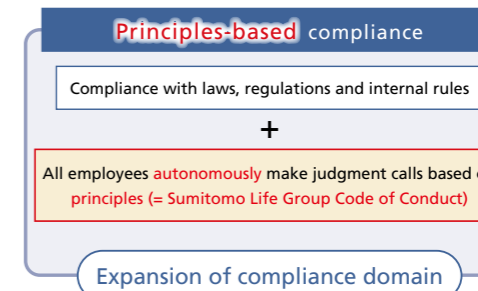 Principles-based compliance
Compliance with laws, regulations and internal rules
+
All employees autonomously make judgment calls based
principles (= Sumitomo Life Group Code of Conduct)
Expansion of compliance domain